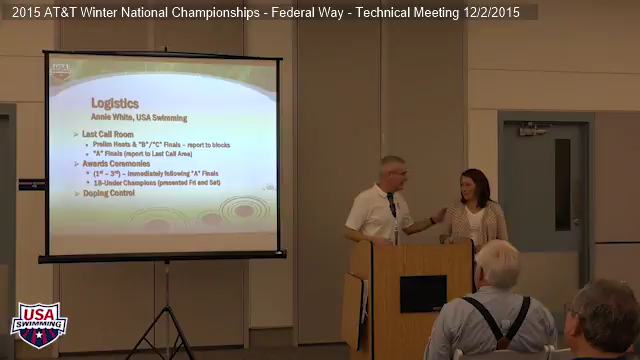 2015 AT&T Winter National Championships - Federal Way - Technical Meeting 12/2/2015
Logistics
Annie White, USA Swimming
Last Call Room
Prelim Heats & "B"/"C" Finals – report to blocks
"A" Finals (report to Last Call Area)
Awards Ceremonies
(1st – 3rd) – immediately following "A" Finals
18-Under Champions (presented Fri and Sat)
Doping Control
USA
SWIMMING